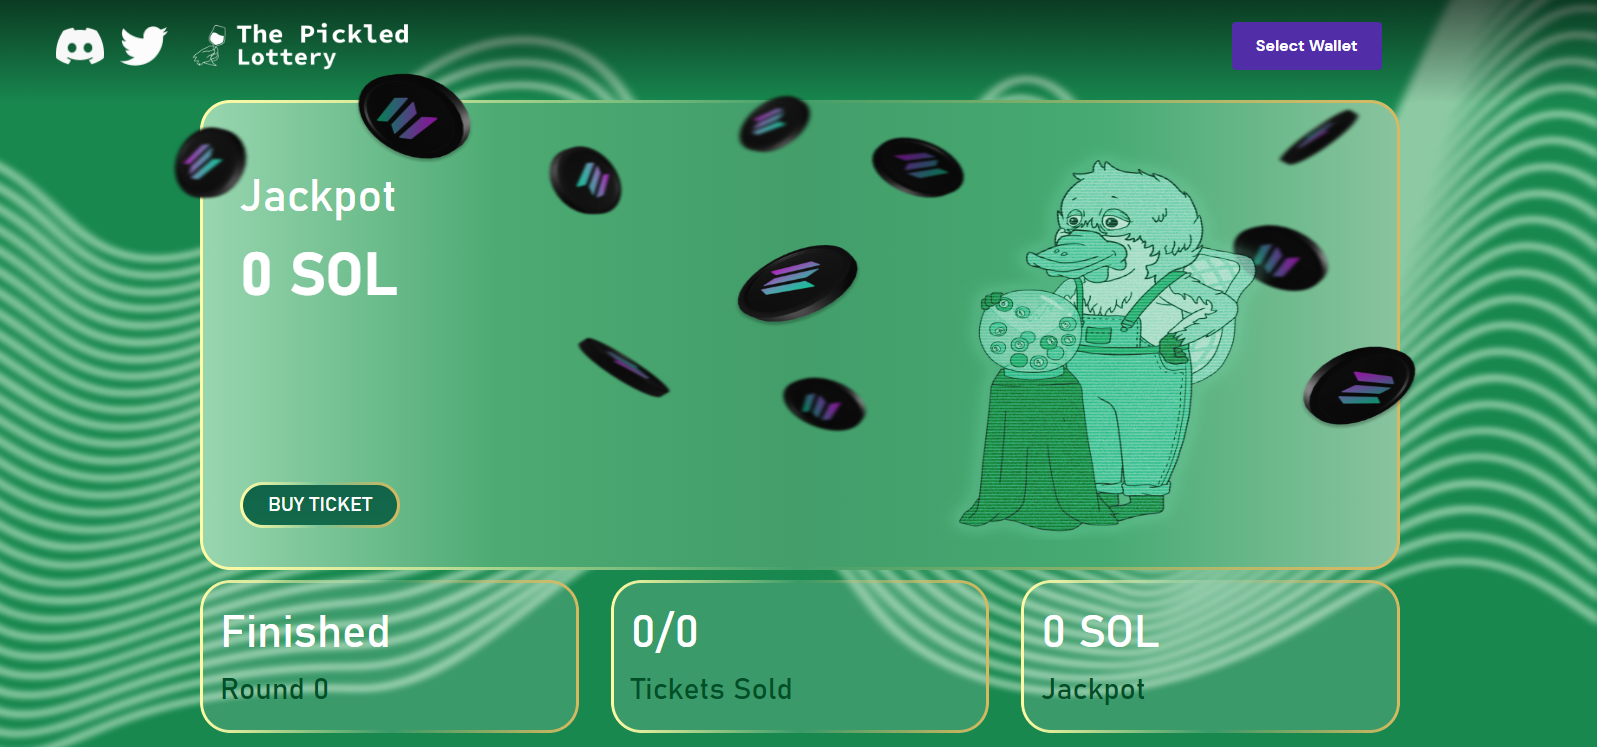 The Pickled
Lottery
Select Wallet
Jackpot
0 SOL
BUY TICKET
Finished
Round 0
0/0
Tickets Sold
0 SOL
Jackpot